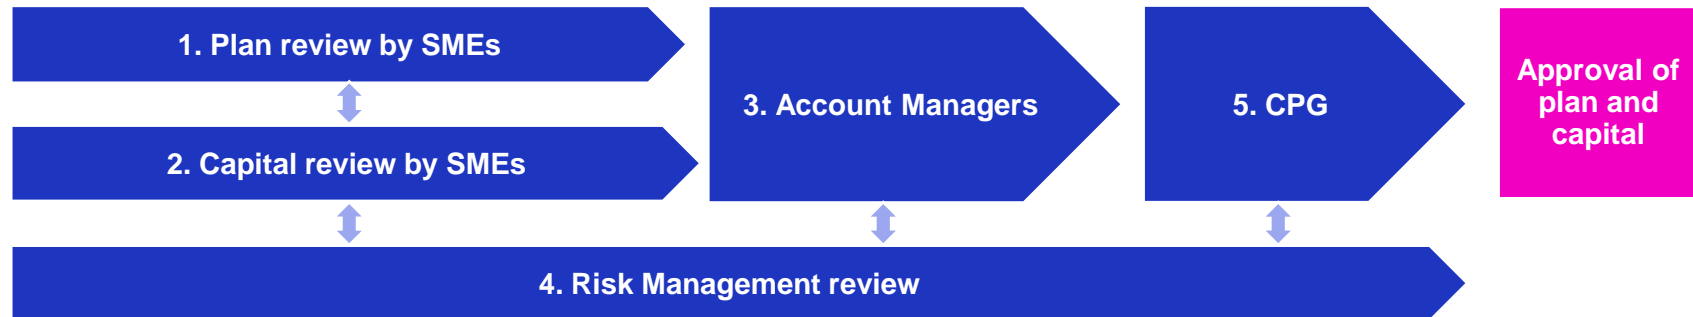 1. Plan review by SMEs
2. Capital review by SMEs
3. Account Managers
5. CPG
Approval of
plan and
capital
4. Risk Management review